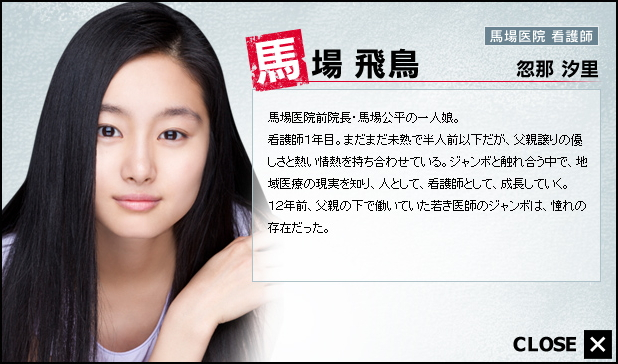 馬場医院 看護師
馬場 飛鳥
忽那 汐里
馬場医院前院長・馬場公平の一人娘。
看護師1年目。まだまだ未熟で半人前以下だが、父親譲りの優
しさと熱い情熱を持ち合わせている。ジャンボと触れ合う中で、地
域医療の現実を知り、人として、看護師として、成長していく。
12年前、父親の下で働いていた若き医師のジャンボは、憧れの
存在だった。
CLOSE